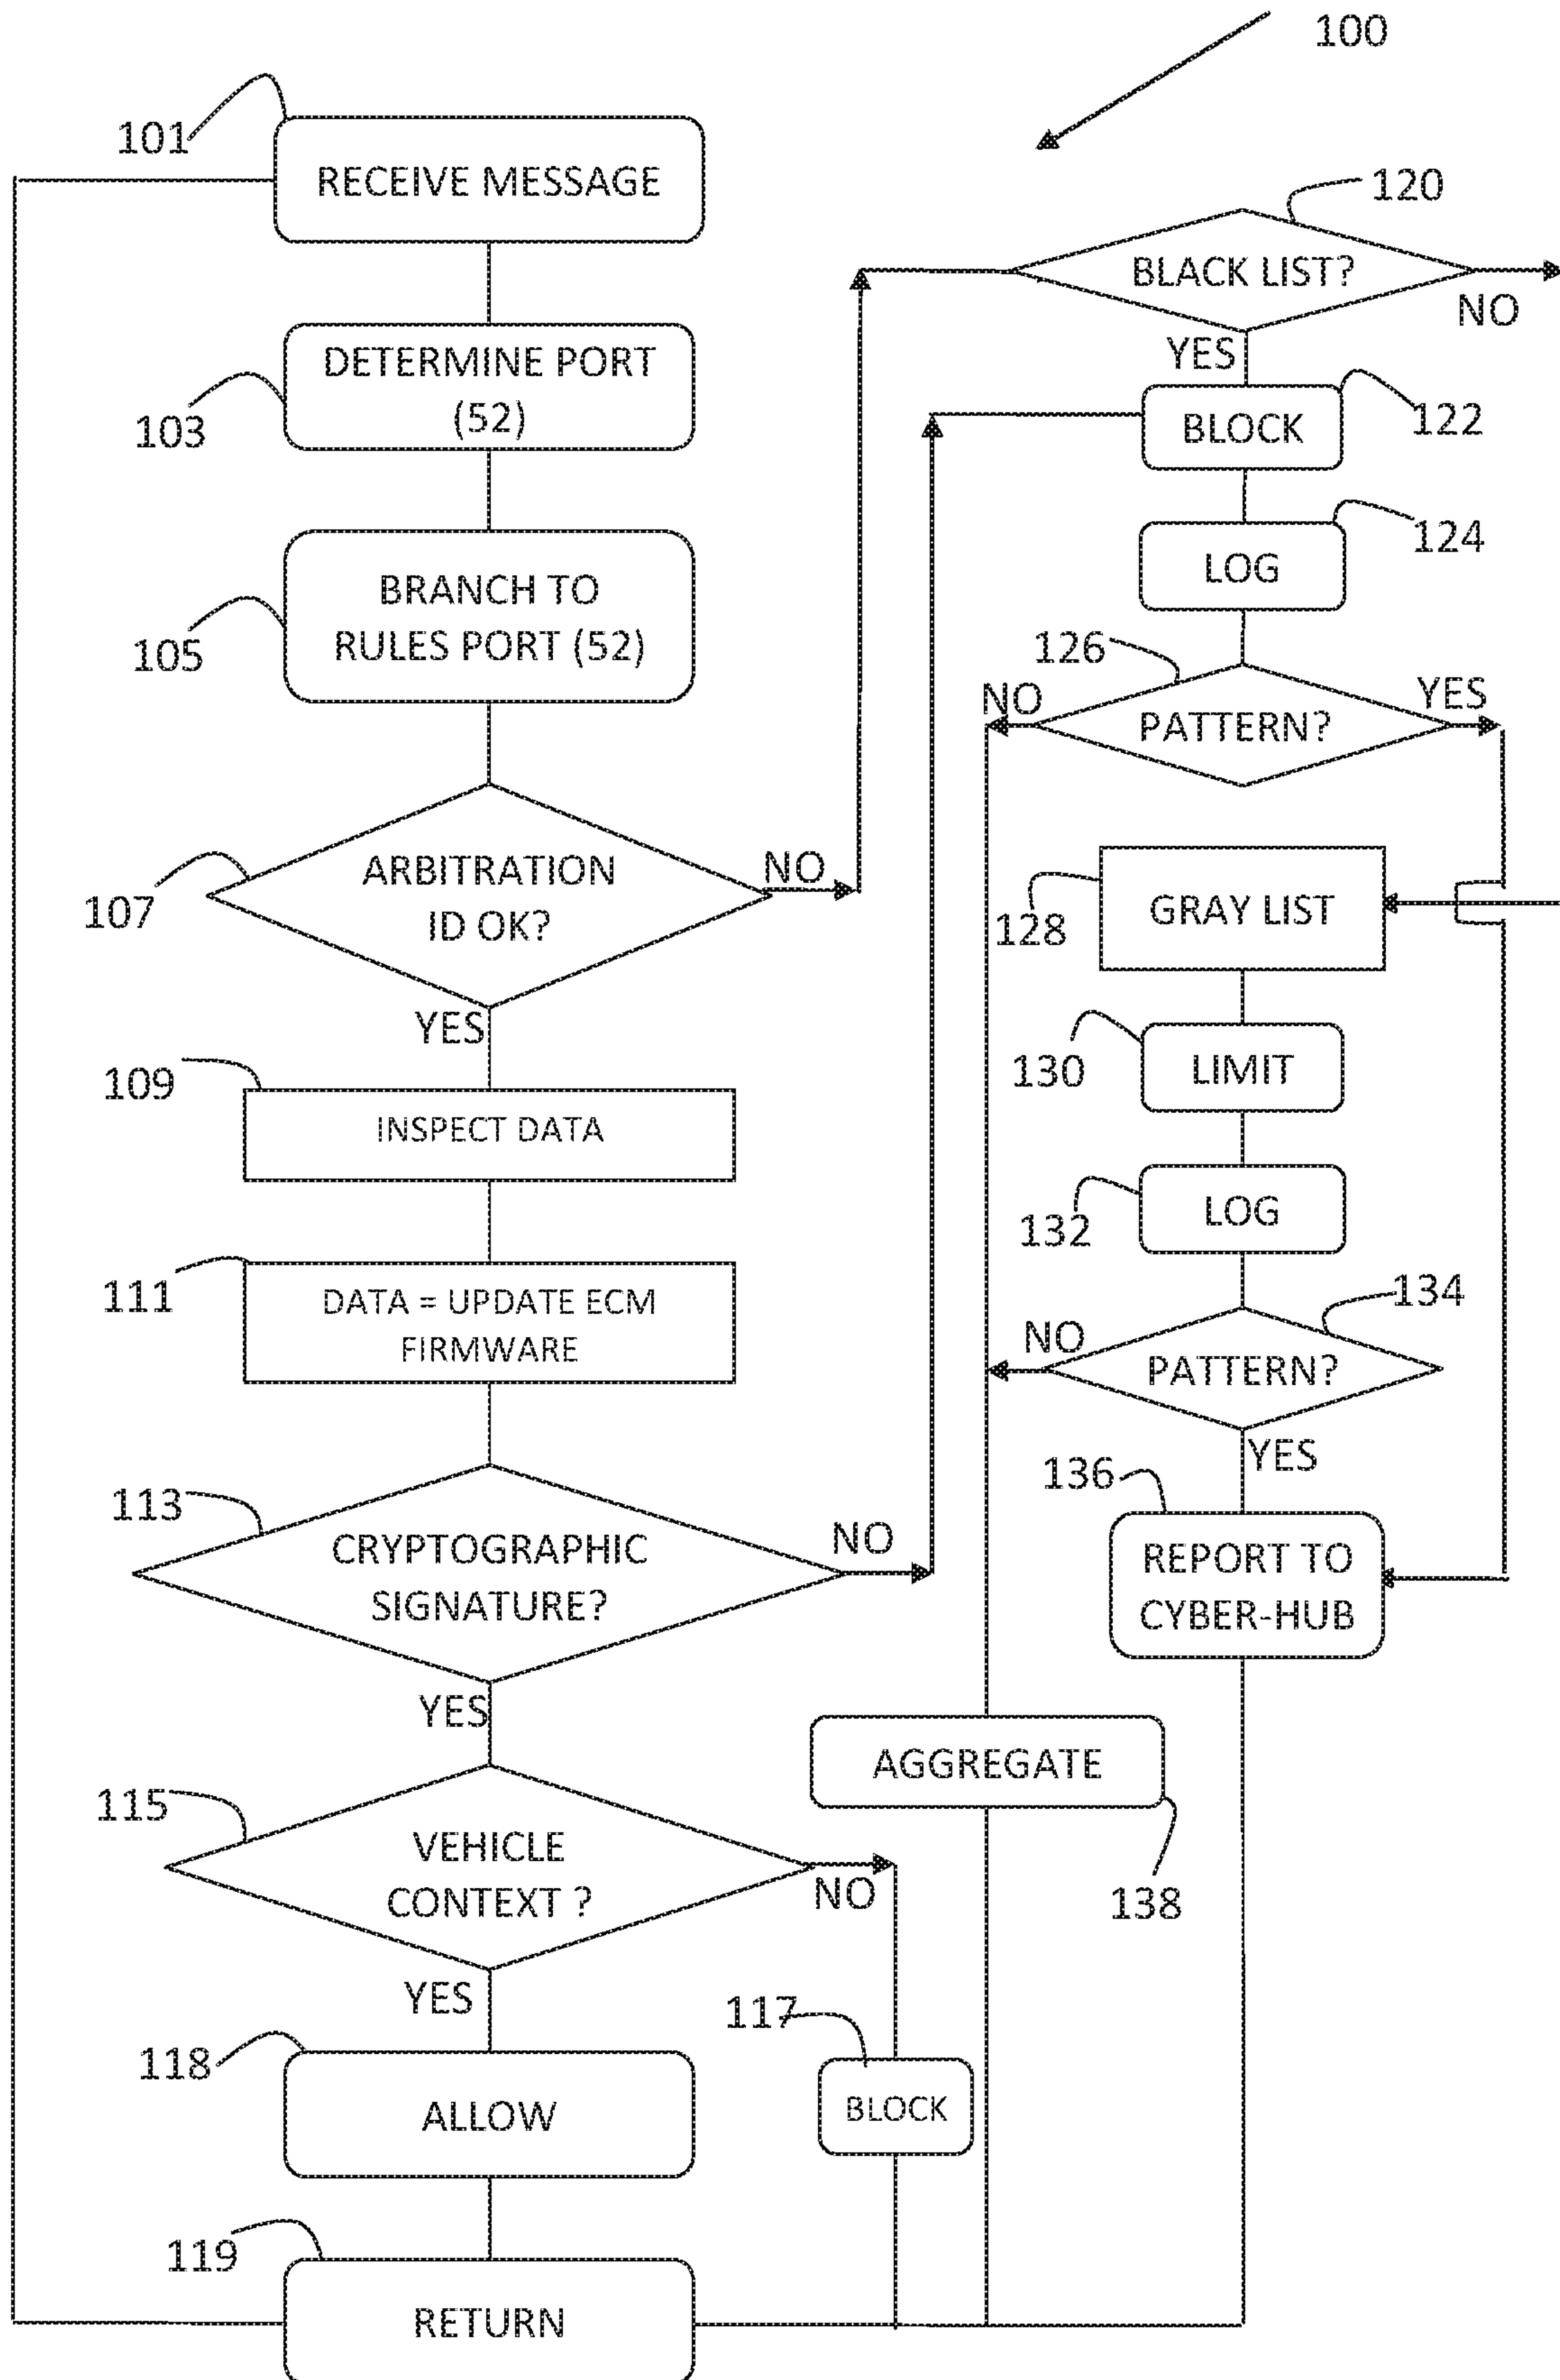 100
101
RECEIVE MESSAGE
103
DETERMINE PORT
(52)
105
BRANCH TO
RULES PORT (52)
107
ARBITRATION
ID OK?
NO
YES
109
INSPECT DATA
111
DATA = UPDATE ECM
FIRMWARE
113
CRYPTOGRAPHIC
SIGNATURE?
NO
YES
115
VEHICLE
CONTEXT ?
NO
YES
117
BLOCK
118
ALLOW
119
RETURN
120
BLACK LIST?
NO
YES
122
BLOCK
124
LOG
126
NO
YES
PATTERN?
128
GRAY LIST
130
LIMIT
132
LOG
134
NO
PATTERN?
YES
136
REPORT TO
CYBER-HUB
AGGREGATE
138